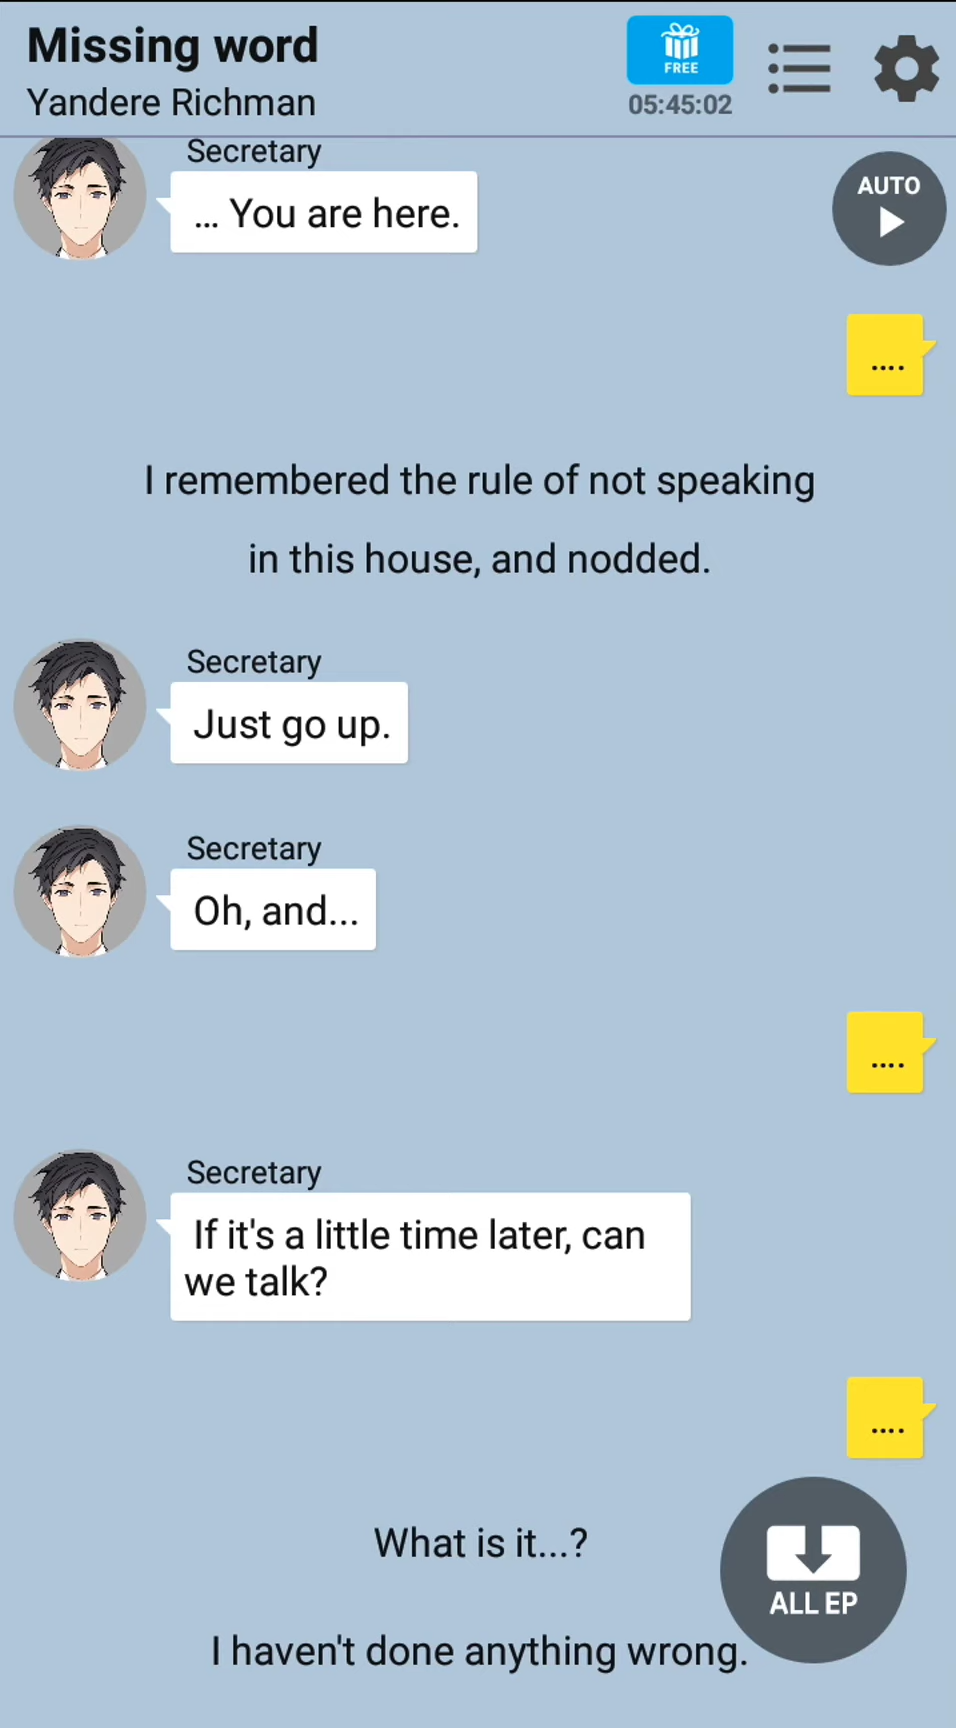 Missing word
Yandere Richman
FREE
05:45:02
Secretary
... You are here.
AUTO
....
I remembered the rule of not speaking
in this house, and nodded.
Secretary
Just go up.
Secretary
Oh, and...
....
Secretary
If it's a little time later, can
we talk?
....
What is it...?
ALL EP
I haven't done anything wrong.